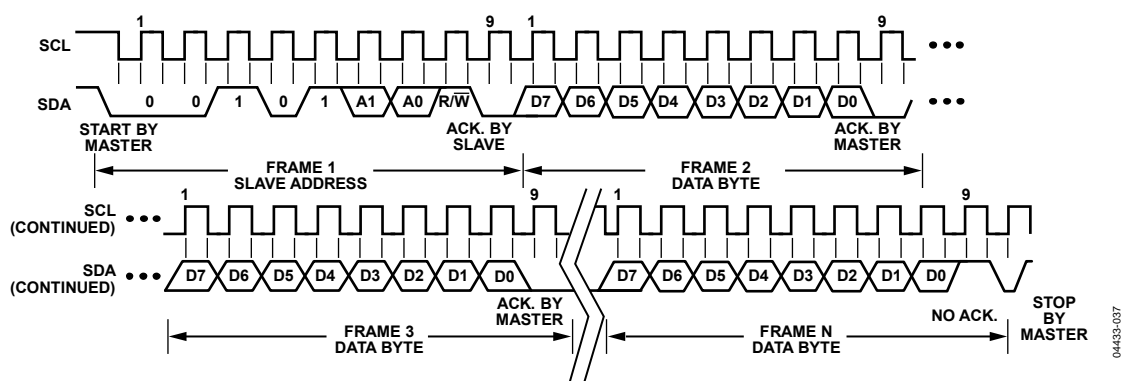 1 9 1 9
SCL
SDA 0 0 1 0 1 A1 A0 R/W̅ D7 D6 D5 D4 D3 D2 D1 D0
START BY
MASTER
ACK. BY
SLAVE
ACK. BY
MASTER
FRAME 1
SLAVE ADDRESS
FRAME 2
DATA BYTE
1 9 1 9
SCL
(CONTINUED)
SDA
(CONTINUED)
D7 D6 D5 D4 D3 D2 D1 D0 D7 D6 D5 D4 D3 D2 D1 D0
ACK. BY
MASTER
NO ACK.
STOP
BY
MASTER
FRAME 3
DATA BYTE
FRAME N
DATA BYTE
04433-037